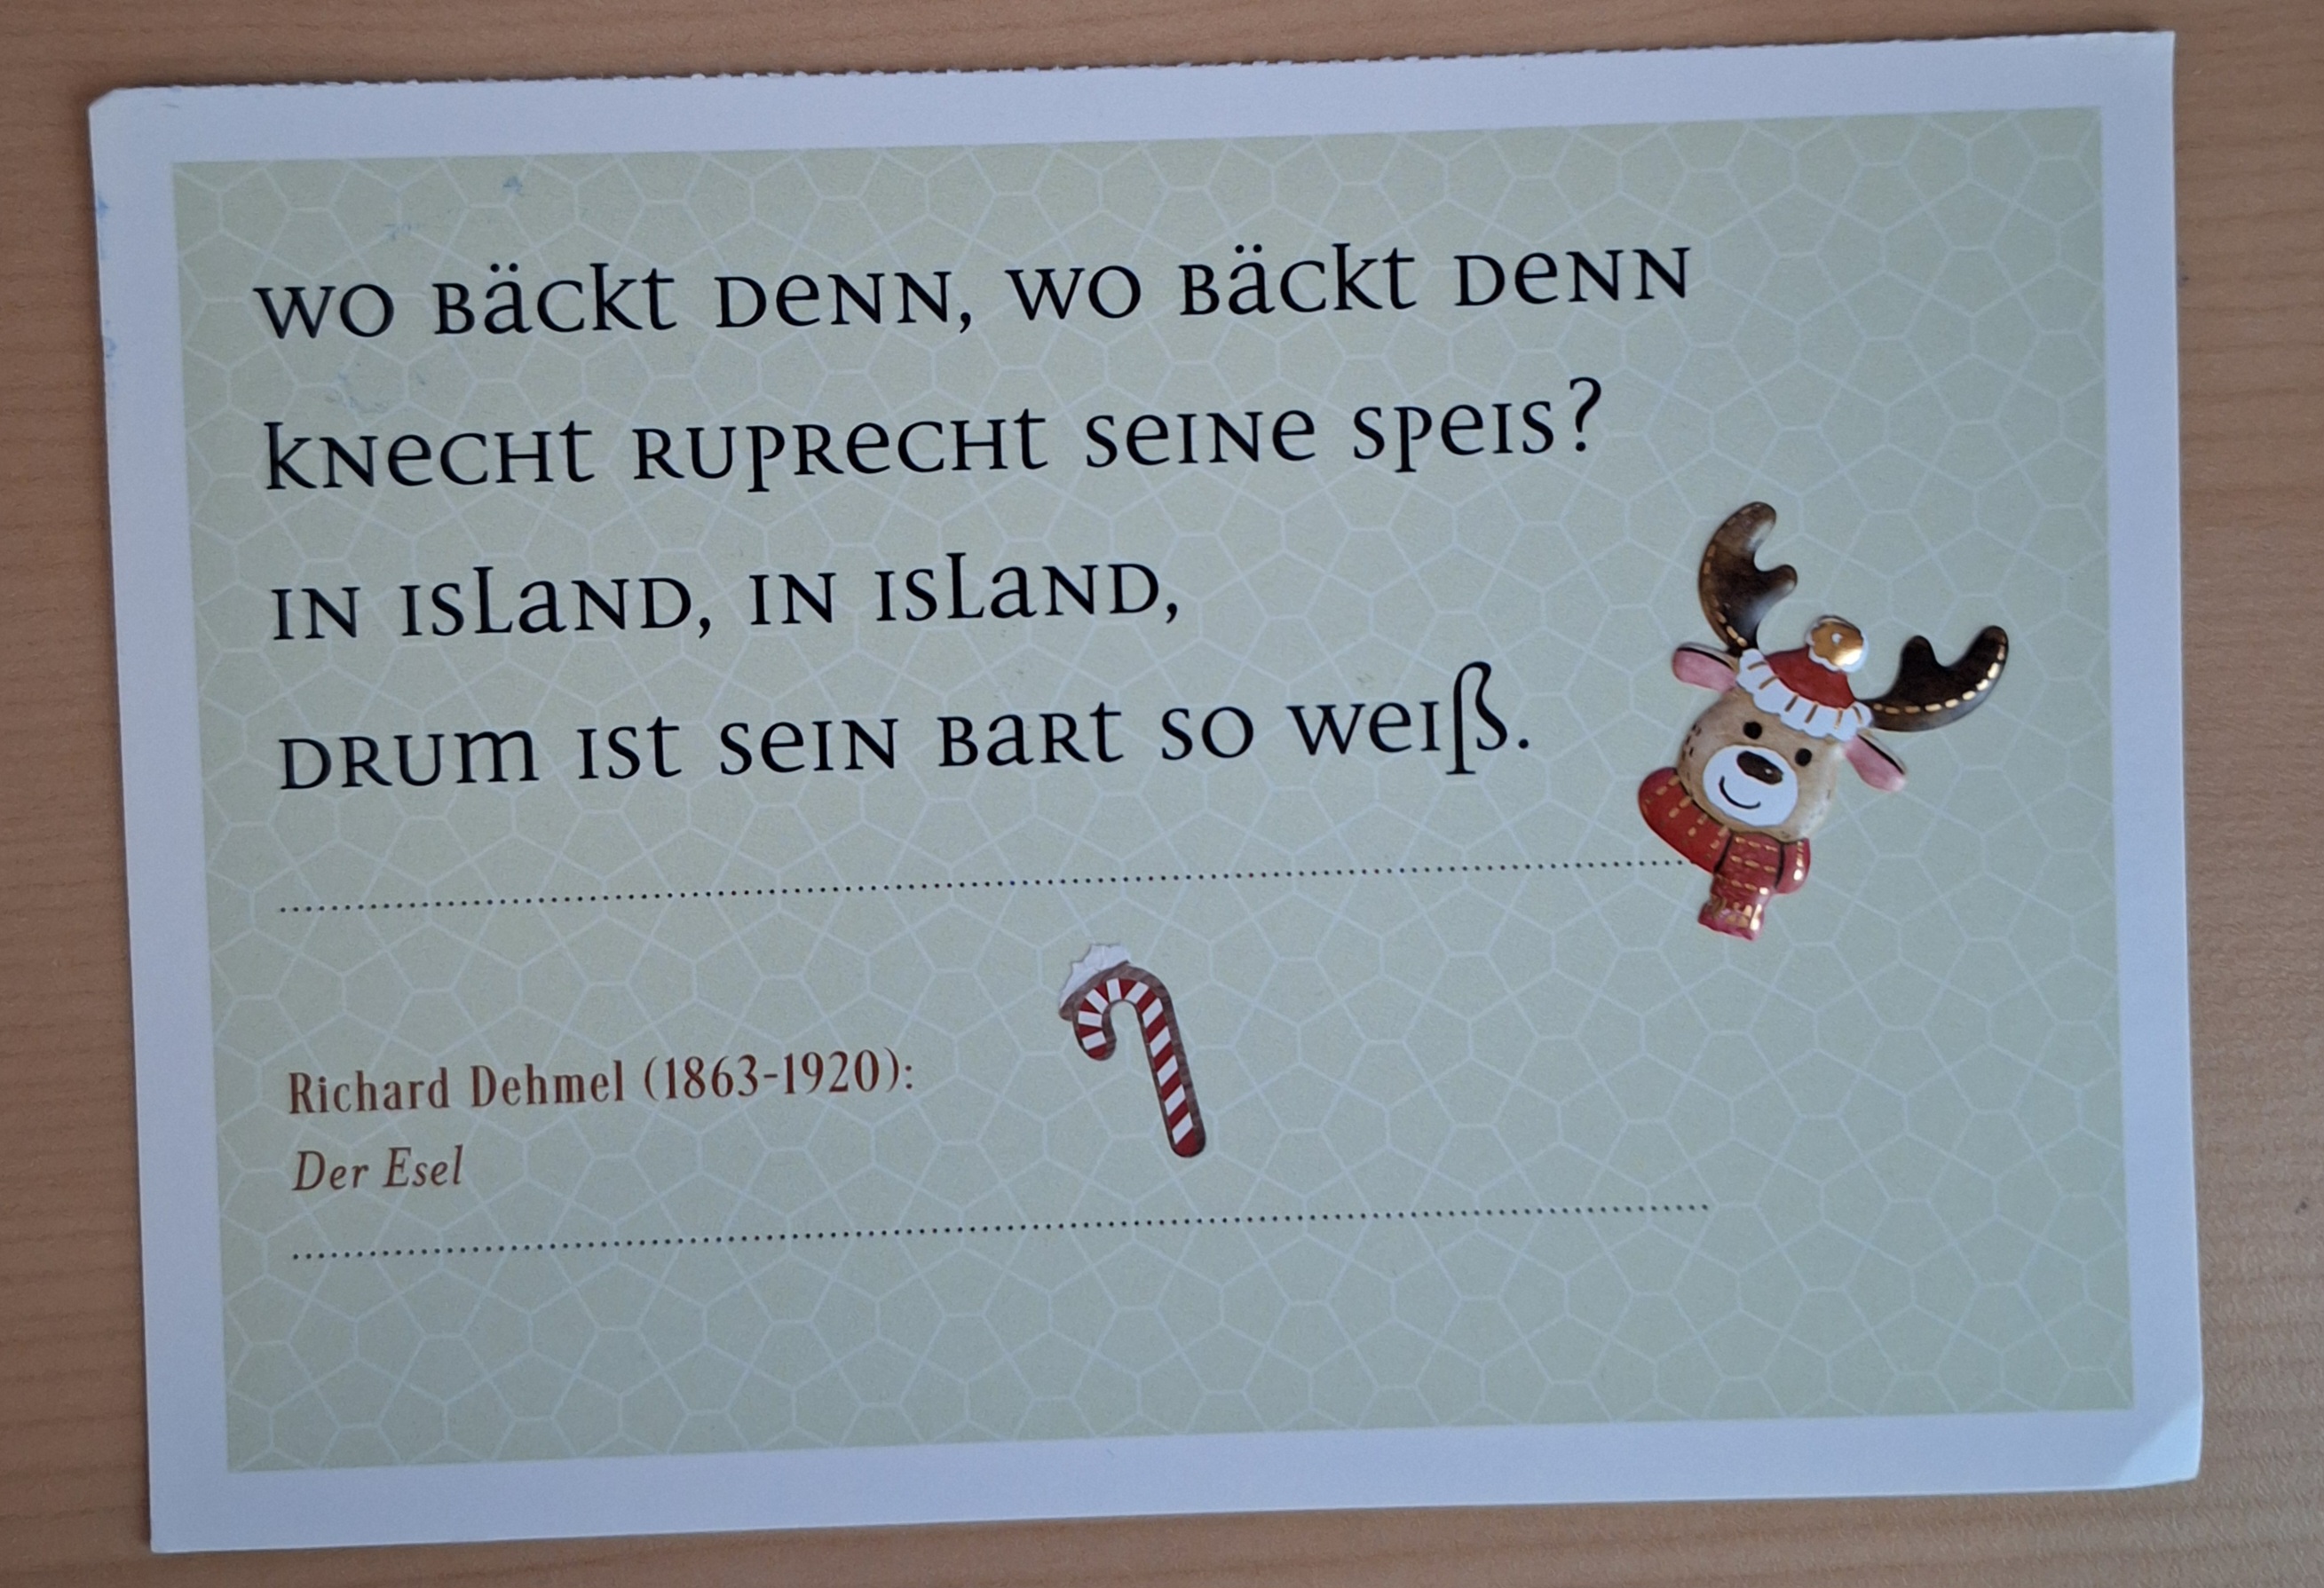 wo bäckt denn, wo bäckt denn
knecht ruprecht seine speis?
in island, in island,
drum ist sein bart so weiß.
Richard Dehmel (1863-1920):
Der Esel